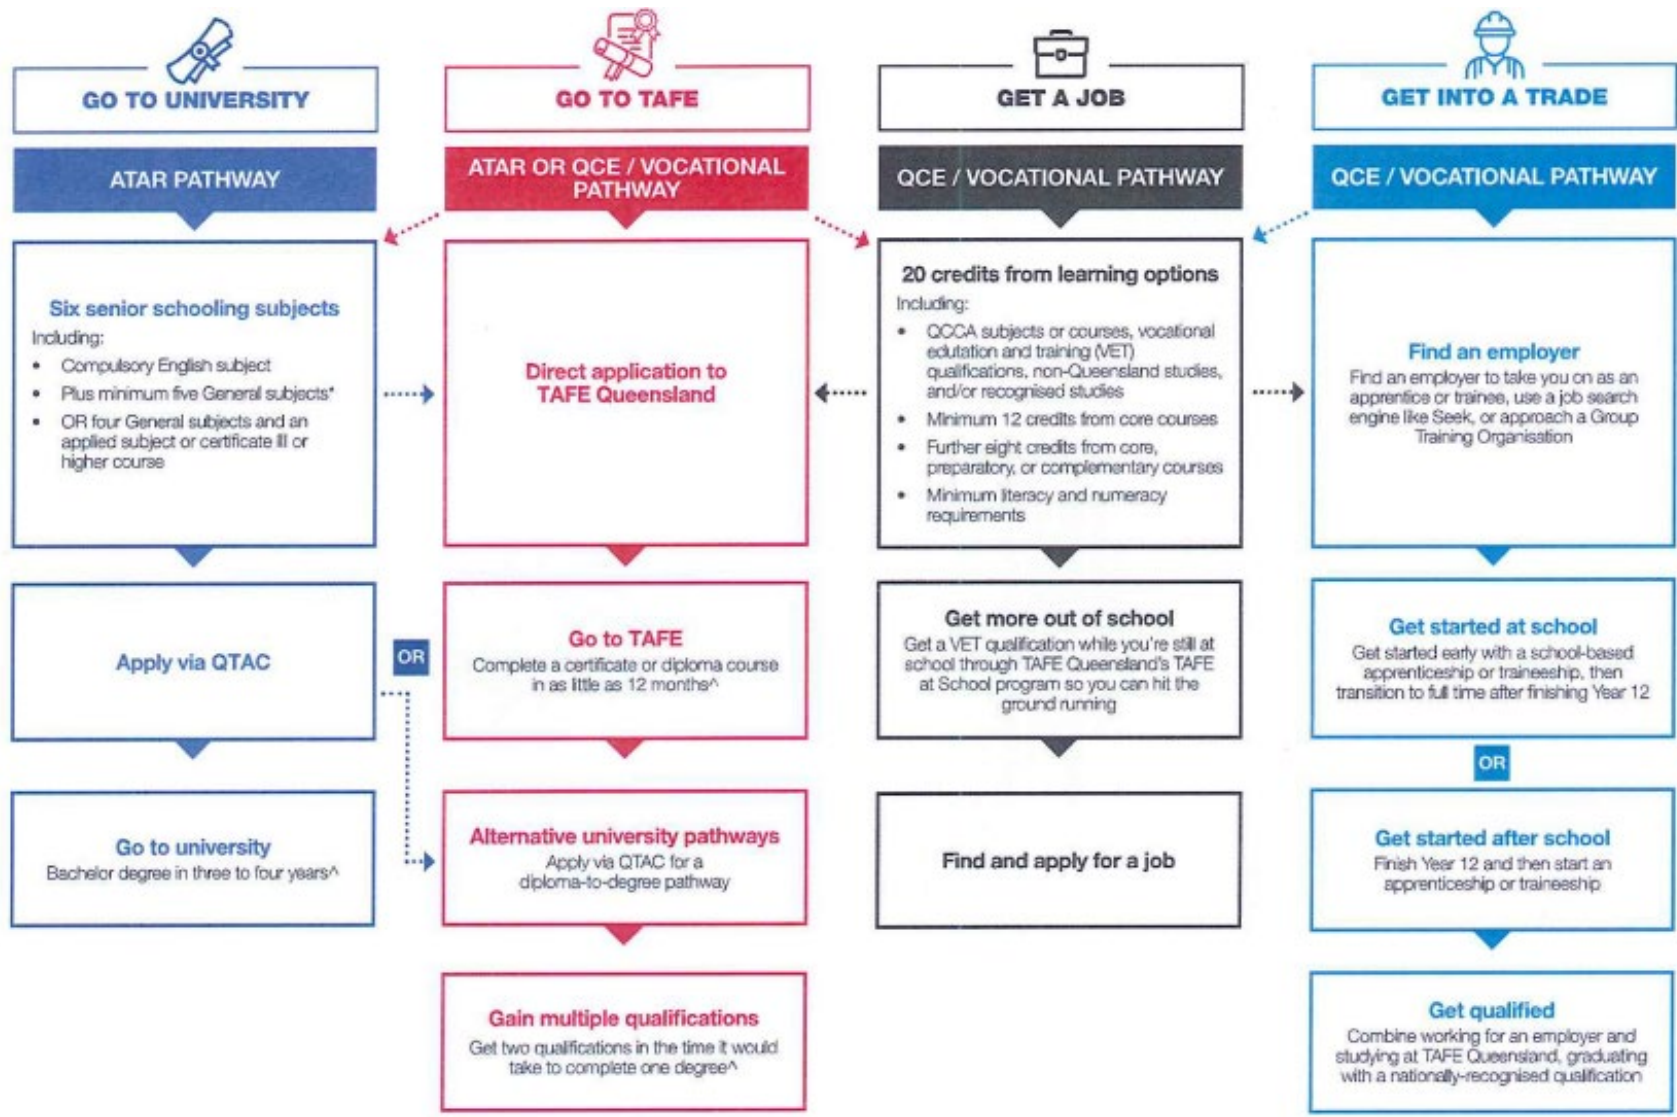 GO TO UNIVERSITY
ATAR PATHWAY
Six senior schooling subjects
Including:
• Compulsory English subject
• Plus minimum five General subjects*
• OR four General subjects and an
applied subject or certificate III or
higher course
Apply via QTAC
OR
Go to university
Bachelor degree in three to four years^
GO TO TAFE
ATAR OR QCE / VOCATIONAL
PATHWAY
Direct application to
TAFE Queensland
Go to TAFE
Complete a certificate or diploma course
in as little as 12 months^
Alternative university pathways
Apply via QTAC for a
diploma-to-degree pathway
Gain multiple qualifications
Get two qualifications in the time it would
take to complete one degree^
GET A JOB
QCE / VOCATIONAL PATHWAY
20 credits from learning options
Including:
• QCCA subjects or courses, vocational
edutation and training (VET)
qualifications, non-Queensland studies,
and/or recognised studies
• Minimum 12 credits from core courses
• Further eight credits from core,
preparatory, or complementary courses
• Minimum literacy and numeracy
requirements
Get more out of school
Get a VET qualification while you're still at
school through TAFE Queensland's TAFE
at School program so you can hit the
ground running
Find and apply for a job
GET INTO A TRADE
QCE / VOCATIONAL PATHWAY
Find an employer
Find an employer to take you on as an
apprentice or trainee, use a job search
engine like Seek, or approach a Group
Training Organisation
Get started at school
Get started early with a school-based
apprenticeship or traineeship, then
transition to full time after finishing Year 12
OR
Get started after school
Finish Year 12 and then start an
apprenticeship or traineeship
Get qualified
Combine working for an employer and
studying at TAFE Queensland, graduating
with a nationally-recognised qualification